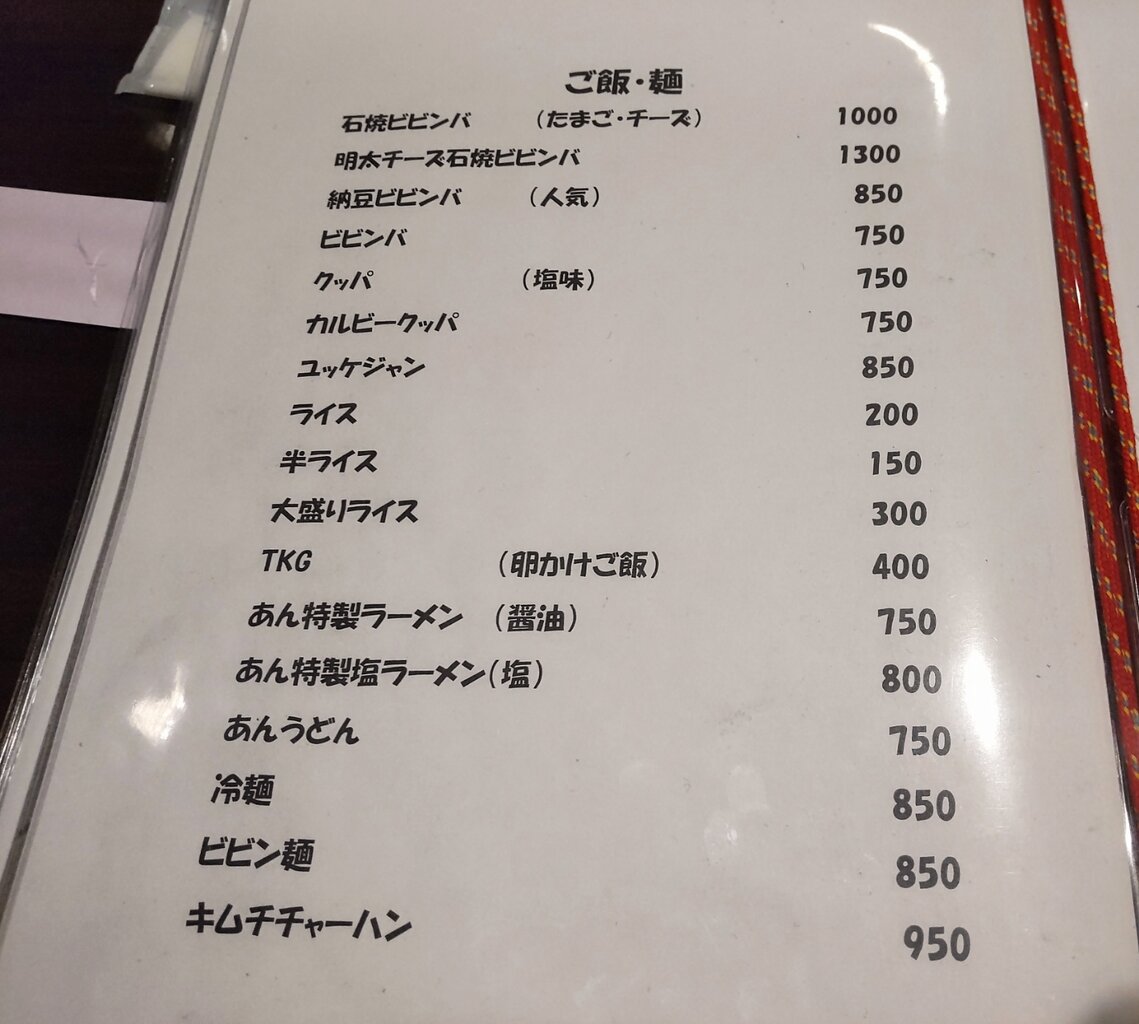 ご飯・麺
石焼ビビンバ （たまご・チーズ） 1000
明太チーズ石焼ビビンバ 1300
納豆ビビンバ （人気） 850
ビビンバ 750
クッパ （塩味） 750
カルビークッパ 750
ユッケジャン 850
ライス 200
半ライス 150
大盛りライス 300
TKG （卵かけご飯） 400
あん特製ラーメン （醤油） 750
あん特製塩ラーメン（塩） 800
あんうどん 750
冷麺 850
ビビン麺 850
キムチチャーハン 950